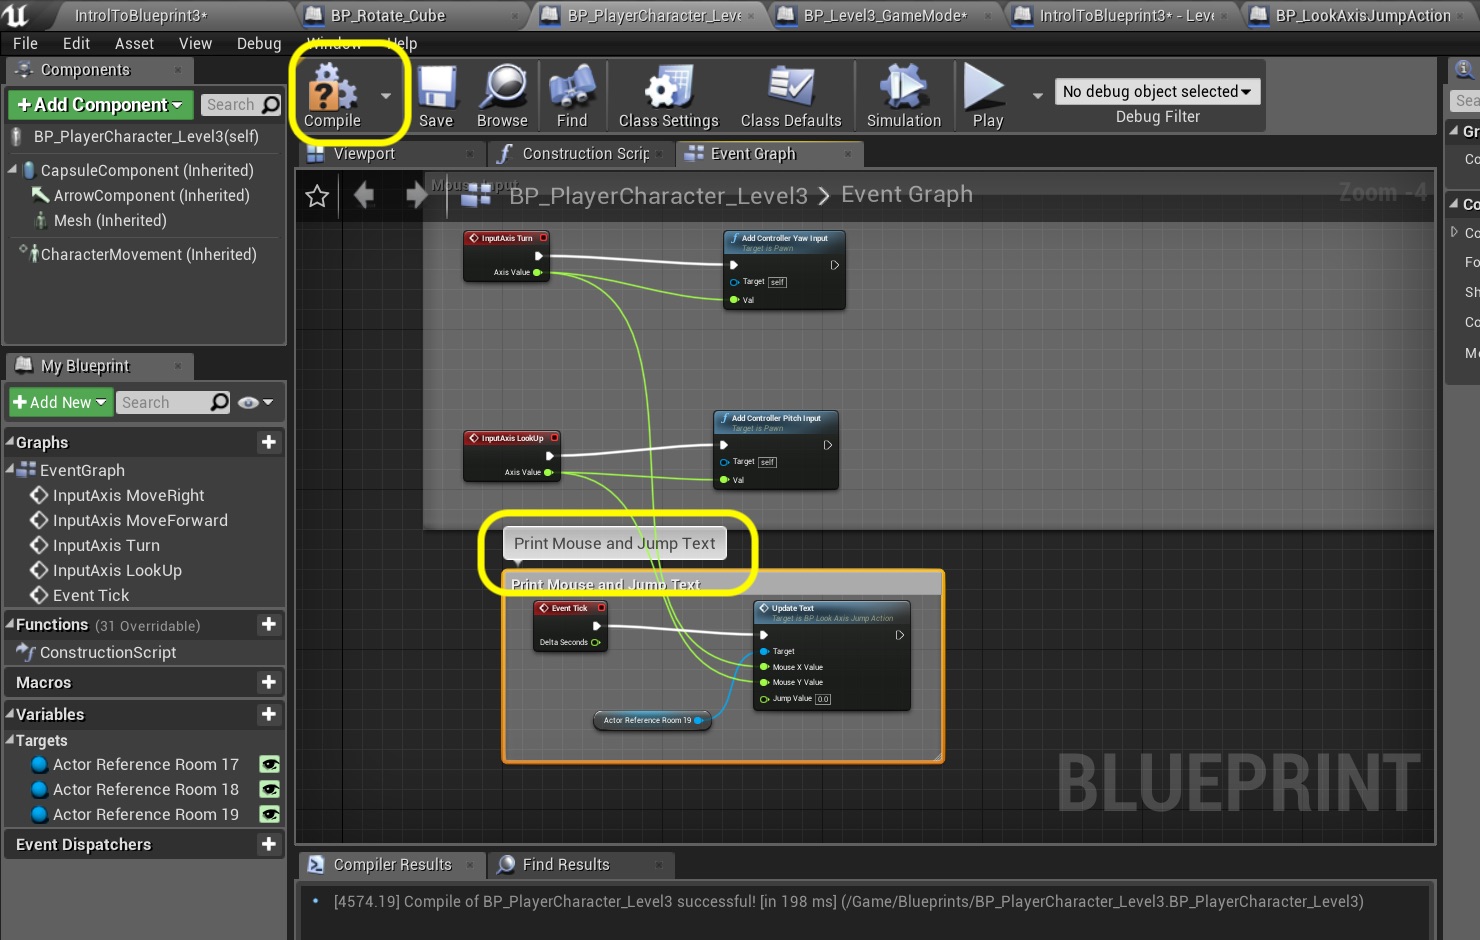 IntrolToBlueprint3*
BP_Rotate_Cube
BP_PlayerCharacter_Leve
BP_Level3_GameMode*
IntrolToBlueprint3* - Leve
BP_LookAxisJumpAction
File Edit Asset View Debug Window Help
Components
+Add Component
Search
BP_PlayerCharacter_Level3(self)
CapsuleComponent (Inherited)
ArrowComponent (Inherited)
Mesh (Inherited)
CharacterMovement (Inherited)
My Blueprint
+Add New
Search
Graphs
EventGraph
InputAxis MoveRight
InputAxis MoveForward
InputAxis Turn
InputAxis LookUp
Event Tick
Functions (31 Overridable)
ConstructionScript
Macros
Variables
Targets
Actor Reference Room 17
Actor Reference Room 18
Actor Reference Room 19
Event Dispatchers
Compile
Save
Browse
Find
Class Settings
Class Defaults
Simulation
Play
No debug object selected
Debug Filter
Viewport
Construction Scrip
Event Graph
Mouse Input
BP_PlayerCharacter_Level3 > Event Graph
Zoom -4
InputAxis Turn
Axis Value
Add Controller Yaw Input
Target is Pawn
Target self
Val
InputAxis LookUp
Axis Value
Add Controller Pitch Input
Target is Pawn
Target self
Val
Print Mouse and Jump Text
Print Mouse and Jump Text
Event Tick
Delta Seconds
Update Text
Target is BP Look Axis Jump Action
Target
Mouse X Value
Mouse Y Value
Jump Value 0.0
Actor Reference Room 19
BLUEPRINT
Compiler Results
Find Results
[4574.19] Compile of BP_PlayerCharacter_Level3 successful! [in 198 ms] (/Game/Blueprints/BP_PlayerCharacter_Level3.BP_PlayerCharacter_Level3)
Sea
Gr
Co
Co
Co
Fo
Sh
Co
Me